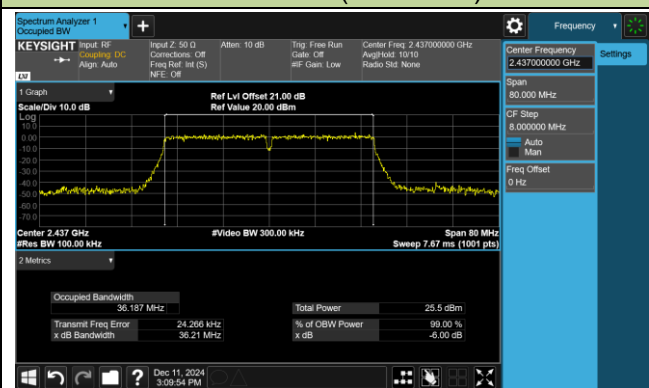 Spectrum Analyzer 1
Occupied BW
Frequency
KEYSIGHT
Input: RF
Coupling: DC
Align: Auto
Input Z: 50 Ω
Corrections: Off
Freq Ref: Int (S)
NFE: Off
Atten: 10 dB
Trig: Free Run
Gate: Off
#IF Gain: Low
Center Freq: 2.437000000 GHz
Avg|Hold: 10/10
Radio Std: None
LXI
Center Frequency
2.437000000 GHz
Settings
Span
80.000 MHz
CF Step
8.000000 MHz
Auto
Man
Freq Offset
0 Hz
1 Graph
Scale/Div 10.0 dB
Ref Lvl Offset 21.00 dB
Ref Value 20.00 dBm
Log
10.0
0.00
-10.0
-20.0
-30.0
-40.0
-50.0
-60.0
-70.0
Center 2.437 GHz
#Res BW 100.00 kHz
#Video BW 300.00 kHz
Span 80 MHz
Sweep 7.67 ms (1001 pts)
2 Metrics
Occupied Bandwidth
36.187 MHz
Total Power 25.5 dBm
Transmit Freq Error 24.266 kHz
% of OBW Power 99.00 %
x dB Bandwidth 36.21 MHz
x dB -6.00 dB
?
Dec 11, 2024
3:09:54 PM